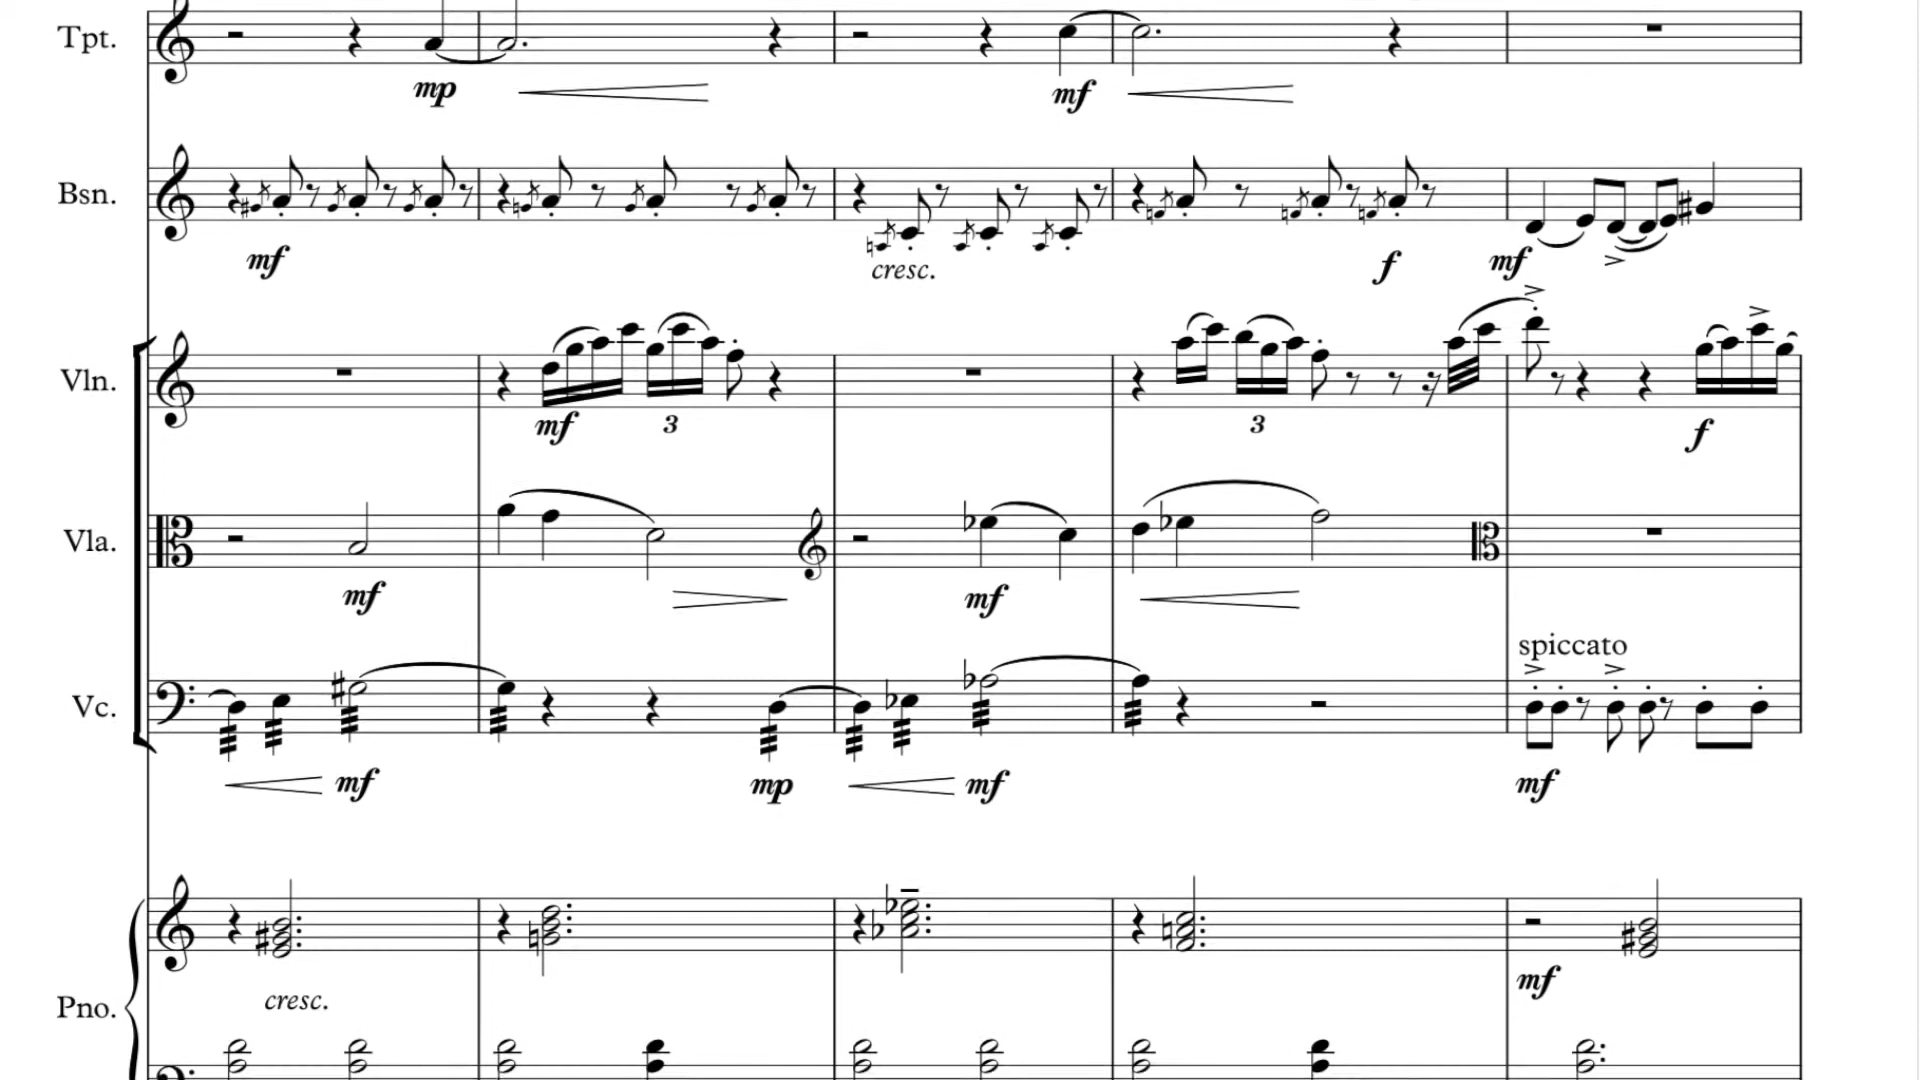 Tpt.
mp
mf
Bsn.
mf
cresc.
f
mf
Vln.
mf
3
3
f
Vla.
mf
mf
spiccato
Vc.
mf
mp
mf
mf
mf
Pno.
cresc.